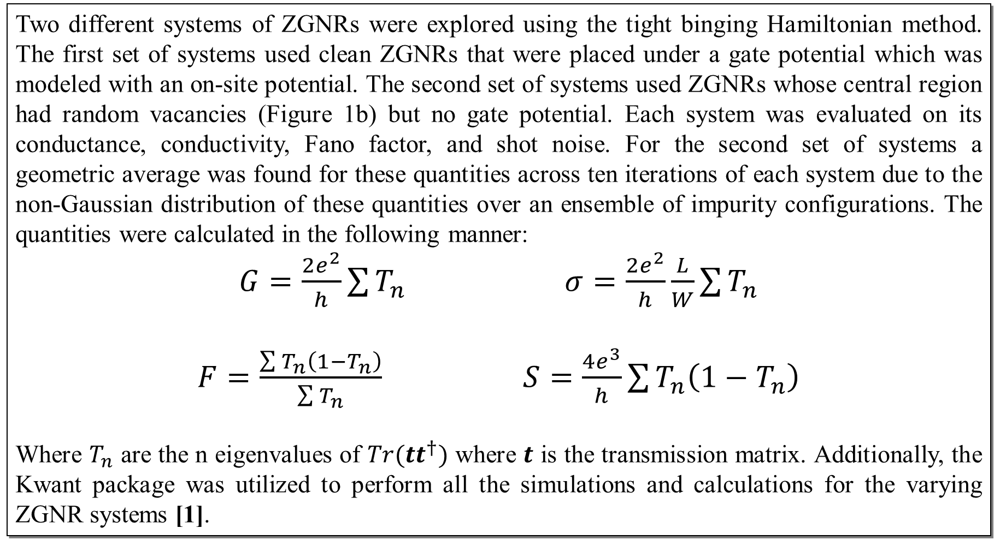 Two different systems of ZGNRs were explored using the tight binging Hamiltonian method.
The first set of systems used clean ZGNRs that were placed under a gate potential which was
modeled with an on-site potential. The second set of systems used ZGNRs whose central region
had random vacancies (Figure 1b) but no gate potential. Each system was evaluated on its
conductance, conductivity, Fano factor, and shot noise. For the second set of systems a
geometric average was found for these quantities across ten iterations of each system due to the
non-Gaussian distribution of these quantities over an ensemble of impurity configurations. The
quantities were calculated in the following manner:
G = \frac{2e^2}{h} \sum T_n
σ = \frac{2e^2}{h} \frac{L}{W} \sum T_n
F = \frac{\sum T_n(1-T_n)}{\sum T_n}
S = \frac{4e^3}{h} \sum T_n(1 - T_n)
Where T_n are the n eigenvalues of Tr(tt^†) where t is the transmission matrix. Additionally, the
Kwant package was utilized to perform all the simulations and calculations for the varying
ZGNR systems [1].